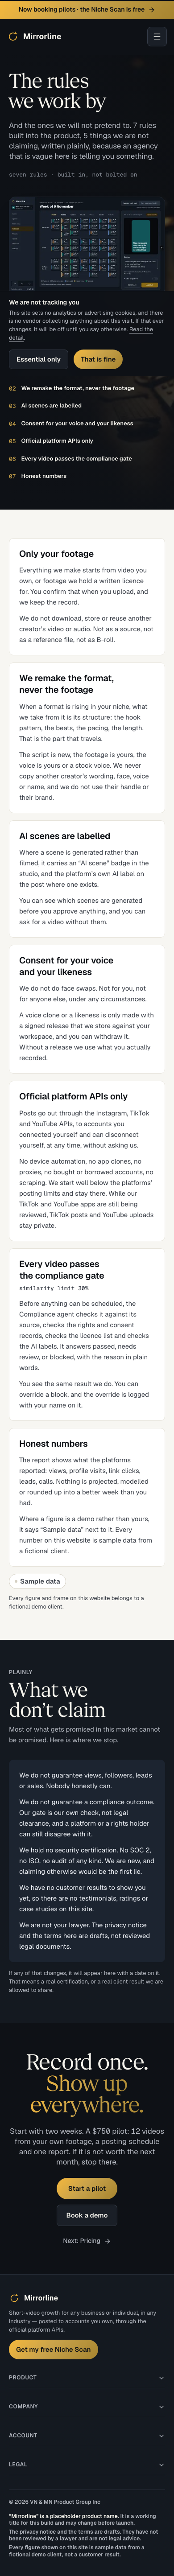 Now booking pilots · the Niche Scan is free →
Mirrorline
The rules
we work by
And the ones we will not pretend to. 7 rules
built into the product, 5 things we are not
claiming, written plainly, because an agency
that is vague here is telling you something.
seven rules · built in, not bolted on
Week of 9 November
We are not tracking you
This site sets no analytics or advertising cookies, and there
is no vendor collecting anything about this visit. If that ever
changes, it will be off until you say otherwise. Read the
detail.
Essential only
That is fine
02 We remake the format, never the footage
03 AI scenes are labelled
04 Consent for your voice and your likeness
05 Official platform APIs only
06 Every video passes the compliance gate
07 Honest numbers
Only your footage
Everything we make starts from video you
own, or footage we hold a written licence
for. You confirm that when you upload, and
we keep the record.
We do not download, store or reuse another
creator's video or audio. Not as a source, not
as a reference file, not as B-roll.
We remake the format,
never the footage
When a format is rising in your niche, what
we take from it is its structure: the hook
pattern, the beats, the pacing, the length.
That is the part that travels.
The script is new, the footage is yours, the
voice is yours or a stock voice. We never
copy another creator's wording, face, voice
or name, and we do not use their handle or
their brand.
AI scenes are labelled
Where a scene is generated rather than
filmed, it carries an “AI scene” badge in the
studio, and the platform's own AI label on
the post where one exists.
You can see which scenes are generated
before you approve anything, and you can
ask for a video without them.
Consent for your voice
and your likeness
We do not do face swaps. Not for you, not
for anyone else, under any circumstances.
A voice clone or a likeness is only made with
a signed release that we store against your
workspace, and you can withdraw it.
Without a release we use what you actually
recorded.
Official platform APIs only
Posts go out through the Instagram, TikTok
and YouTube APIs, to accounts you
connected yourself and can disconnect
yourself, at any time, without asking us.
No device automation, no app clones, no
proxies, no bought or borrowed accounts, no
scraping. We stay well below the platforms'
posting limits and stay there. While our
TikTok and YouTube apps are still being
reviewed, TikTok posts and YouTube uploads
stay private.
Every video passes
the compliance gate
similarity limit 30%
Before anything can be scheduled, the
Compliance agent checks it against its
source, checks the rights and consent
records, checks the licence list and checks
the AI labels. It answers passed, needs
review, or blocked, with the reason in plain
words.
You see the same result we do. You can
override a block, and the override is logged
with your name on it.
Honest numbers
The report shows what the platforms
reported: views, profile visits, link clicks,
leads, calls. Nothing is projected, modelled
or rounded up into a better week than you
had.
Where a figure is a demo rather than yours,
it says “Sample data” next to it. Every
number on this website is sample data from
a fictional client.
Sample data
Every figure and frame on this website belongs to a
fictional demo client.
PLAINLY
What we
don't claim
Most of what gets promised in this market cannot
be promised. Here is where we stop.
We do not guarantee views, followers, leads
or sales. Nobody honestly can.
We do not guarantee a compliance outcome.
Our gate is our own check, not legal
clearance, and a platform or a rights holder
can still disagree with it.
We hold no security certification. No SOC 2,
no ISO, no audit of any kind. We are new, and
claiming otherwise would be the first lie.
We have no customer results to show you
yet, so there are no testimonials, ratings or
case studies on this site.
We are not your lawyer. The privacy notice
and the terms here are drafts, not reviewed
legal documents.
If any of that changes, it will appear here with a date on it.
That means a real certification, or a real client result we are
allowed to share.
Record once.
Show up
everywhere.
Start with two weeks. A $750 pilot: 12 videos
from your own footage, a posting schedule
and one report. If it is not worth the next
month, stop there.
Start a pilot
Book a demo
Next: Pricing →
Mirrorline
Short-video growth for any business or individual, in any
industry — posted to accounts you own, through the
official platform APIs.
Get my free Niche Scan
PRODUCT
COMPANY
ACCOUNT
LEGAL
© 2026 VN & MN Product Group Inc
“Mirrorline” is a placeholder product name. It is a working
title for this build and may change before launch.
The privacy notice and the terms are drafts. They have not
been reviewed by a lawyer and are not legal advice.
Every figure shown on this site is sample data from a
fictional demo client, not a customer result.